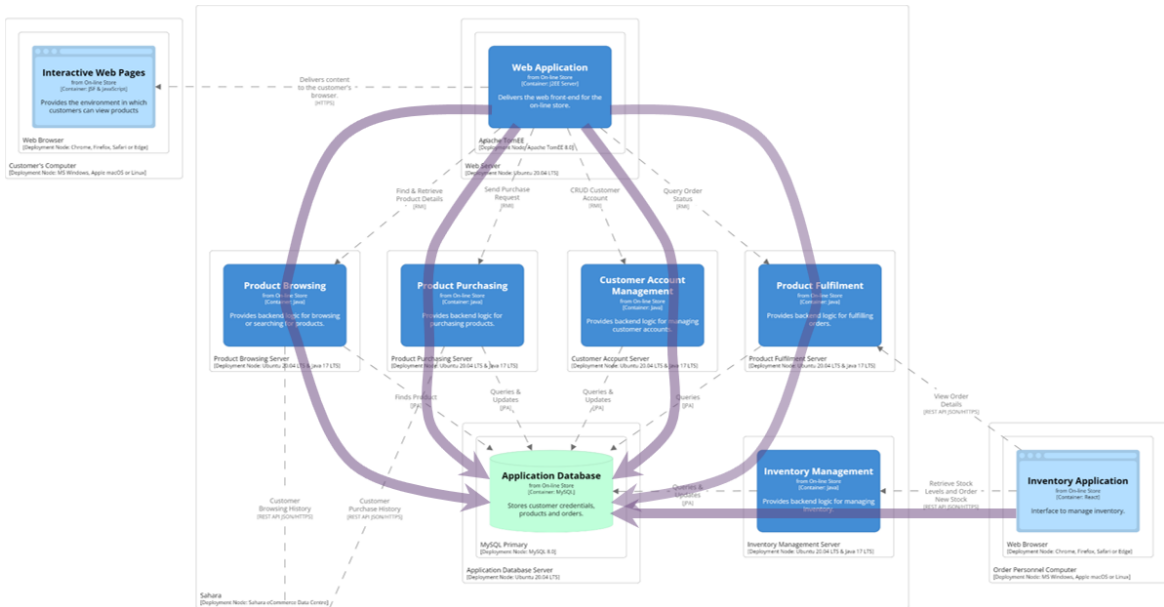 Interactive Web Pages
from On-line Store
[Container: JSF & JavaScript]
Provides the environment in which
customers can view products
Web Browser
[Deployment Node: Chrome, Firefox, Safari or Edge]
Customer's Computer
[Deployment Node: MS Windows, Apple macOS or Linux]
Delivers content
to the customer's
browser.
[HTTPS]
Web Application
from On-line Store
[Container: J2EE Server]
Delivers the web front-end for the
on-line store.
Apache TomEE
[Deployment Node: Apache TomEE 8.0]
Web Server
[Deployment Node: Ubuntu 20.04 LTS]
Find & Retrieve
Product Details
[RMI]
Send Purchase
Request
[RMI]
CRUD Customer
Account
[RMI]
Query Order
Status
[RMI]
Product Browsing
from On-line Store
[Container: Java]
Provides backend logic for browsing
or searching for products.
Product Browsing Server
[Deployment Node: Ubuntu 20.04 LTS & Java 17 LTS]
Product Purchasing
from On-line Store
[Container: Java]
Provides backend logic for
purchasing products.
Product Purchasing Server
[Deployment Node: Ubuntu 20.04 LTS & Java 17 LTS]
Customer Account
Management
from On-line Store
[Container: Java]
Provides backend logic for managing
customer accounts.
Customer Account Server
[Deployment Node: Ubuntu 20.04 LTS & Java 17 LTS]
Product Fulfilment
from On-line Store
[Container: Java]
Provides backend logic for fulfilling
orders.
Product Fulfilment Server
[Deployment Node: Ubuntu 20.04 LTS & Java 17 LTS]
Finds Product
[JPA]
Queries &
Updates
[JPA]
Queries &
Updates
[JPA]
Queries
[JPA]
View Order
Details
[REST API JSON/HTTPS]
Customer
Browsing History
[REST API JSON/HTTPS]
Customer
Purchase History
[REST API JSON/HTTPS]
Application Database
from On-line Store
[Container: MySQL]
Stores customer credentials,
products and orders.
MySQL Primary
[Deployment Node: MySQL 8.0]
Application Database Server
[Deployment Node: Ubuntu 20.04 LTS]
Queries &
Updates
[JPA]
Inventory Management
from On-line Store
[Container: Java]
Provides backend logic for managing
inventory.
Inventory Management Server
[Deployment Node: Ubuntu 20.04 LTS & Java 17 LTS]
Retrieve Stock
Levels and Order
New Stock
[REST API JSON/HTTPS]
Inventory Application
from On-line Store
[Container: React]
Interface to manage inventory.
Web Browser
[Deployment Node: Chrome, Firefox, Safari or Edge]
Order Personnel Computer
[Deployment Node: MS Windows, Apple macOS or Linux]
Sahara
[Deployment Node: Sahara eCommerce Data Centre]